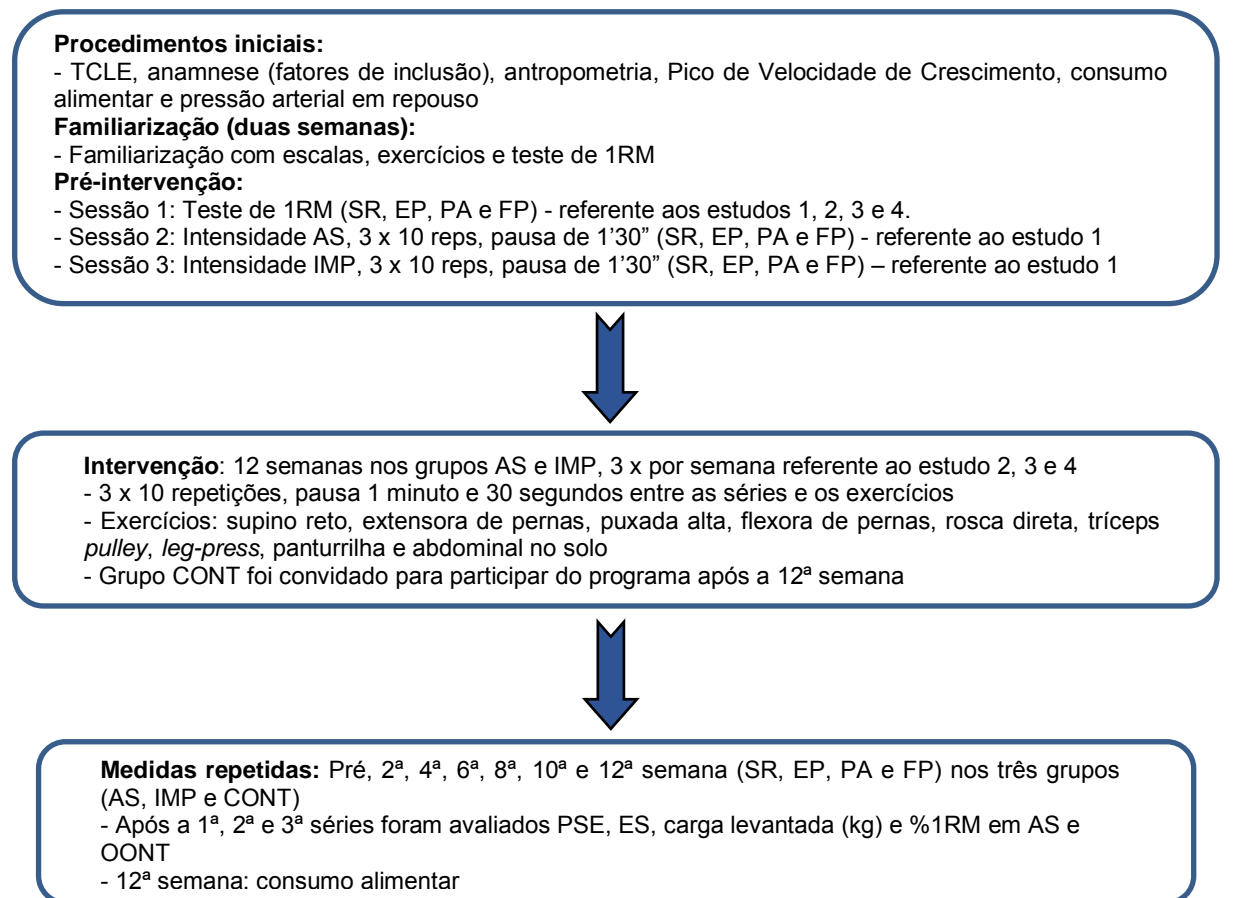 Procedimentos iniciais:
- TCLE, anamnese (fatores de inclusão), antropometria, Pico de Velocidade de Crescimento, consumo
alimentar e pressão arterial em repouso
Familiarização (duas semanas):
- Familiarização com escalas, exercícios e teste de 1RM
Pré-intervenção:
- Sessão 1: Teste de 1RM (SR, EP, PA e FP) - referente aos estudos 1, 2, 3 e 4.
- Sessão 2: Intensidade AS, 3 x 10 reps, pausa de 1’30” (SR, EP, PA e FP) - referente ao estudo 1
- Sessão 3: Intensidade IMP, 3 x 10 reps, pausa de 1’30” (SR, EP, PA e FP) – referente ao estudo 1
Intervenção: 12 semanas nos grupos AS e IMP, 3 x por semana referente ao estudo 2, 3 e 4
- 3 x 10 repetições, pausa 1 minuto e 30 segundos entre as séries e os exercícios
- Exercícios: supino reto, extensora de pernas, puxada alta, flexora de pernas, rosca direta, tríceps
pulley, leg-press, panturrilha e abdominal no solo
- Grupo CONT foi convidado para participar do programa após a 12ª semana
Medidas repetidas: Pré, 2ª, 4ª, 6ª, 8ª, 10ª e 12ª semana (SR, EP, PA e FP) nos três grupos
(AS, IMP e CONT)
- Após a 1ª, 2ª e 3ª séries foram avaliados PSE, ES, carga levantada (kg) e %1RM em AS e
OONT
- 12ª semana: consumo alimentar